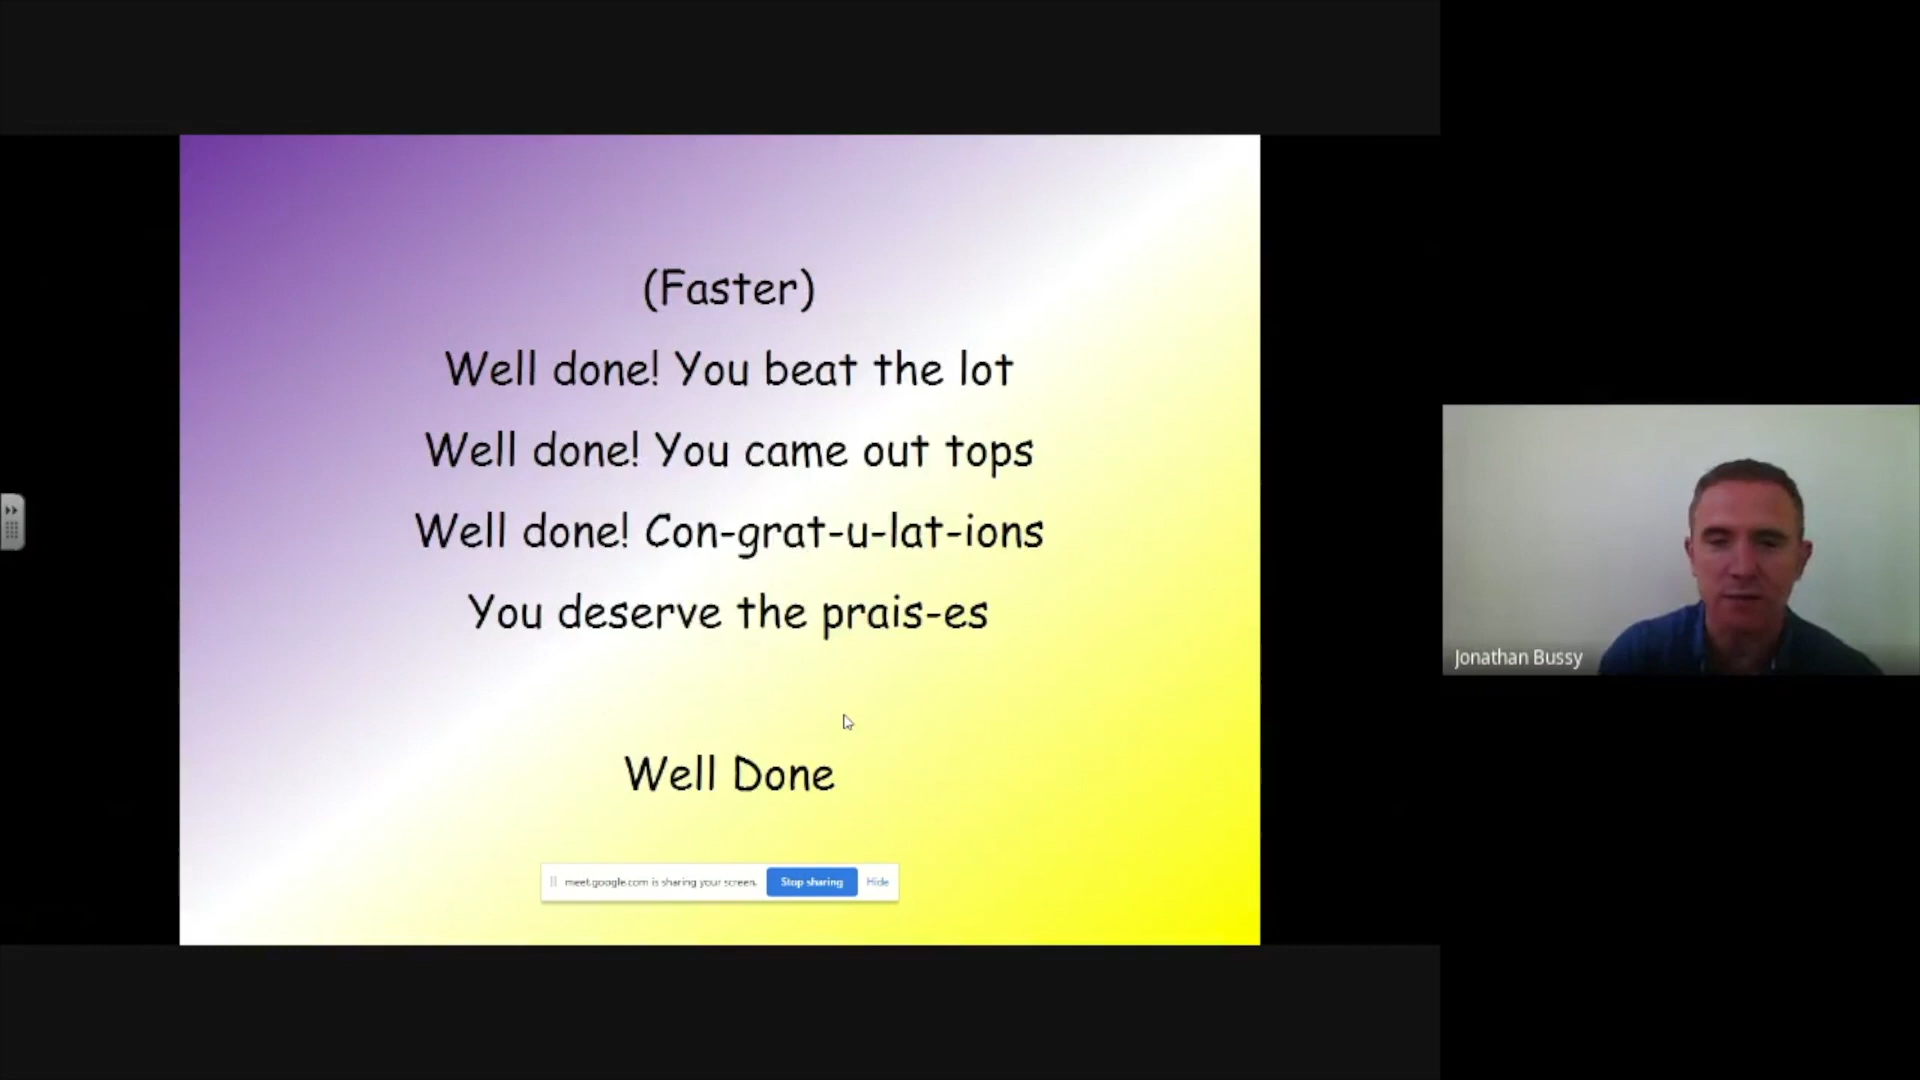 (Faster)
Well done! You beat the lot
Well done! You came out tops
Well done! Con-grat-u-lat-ions
You deserve the prais-es
Well Done
meet.google.com is sharing your screen. Stop sharing Hide
Jonathan Bussy